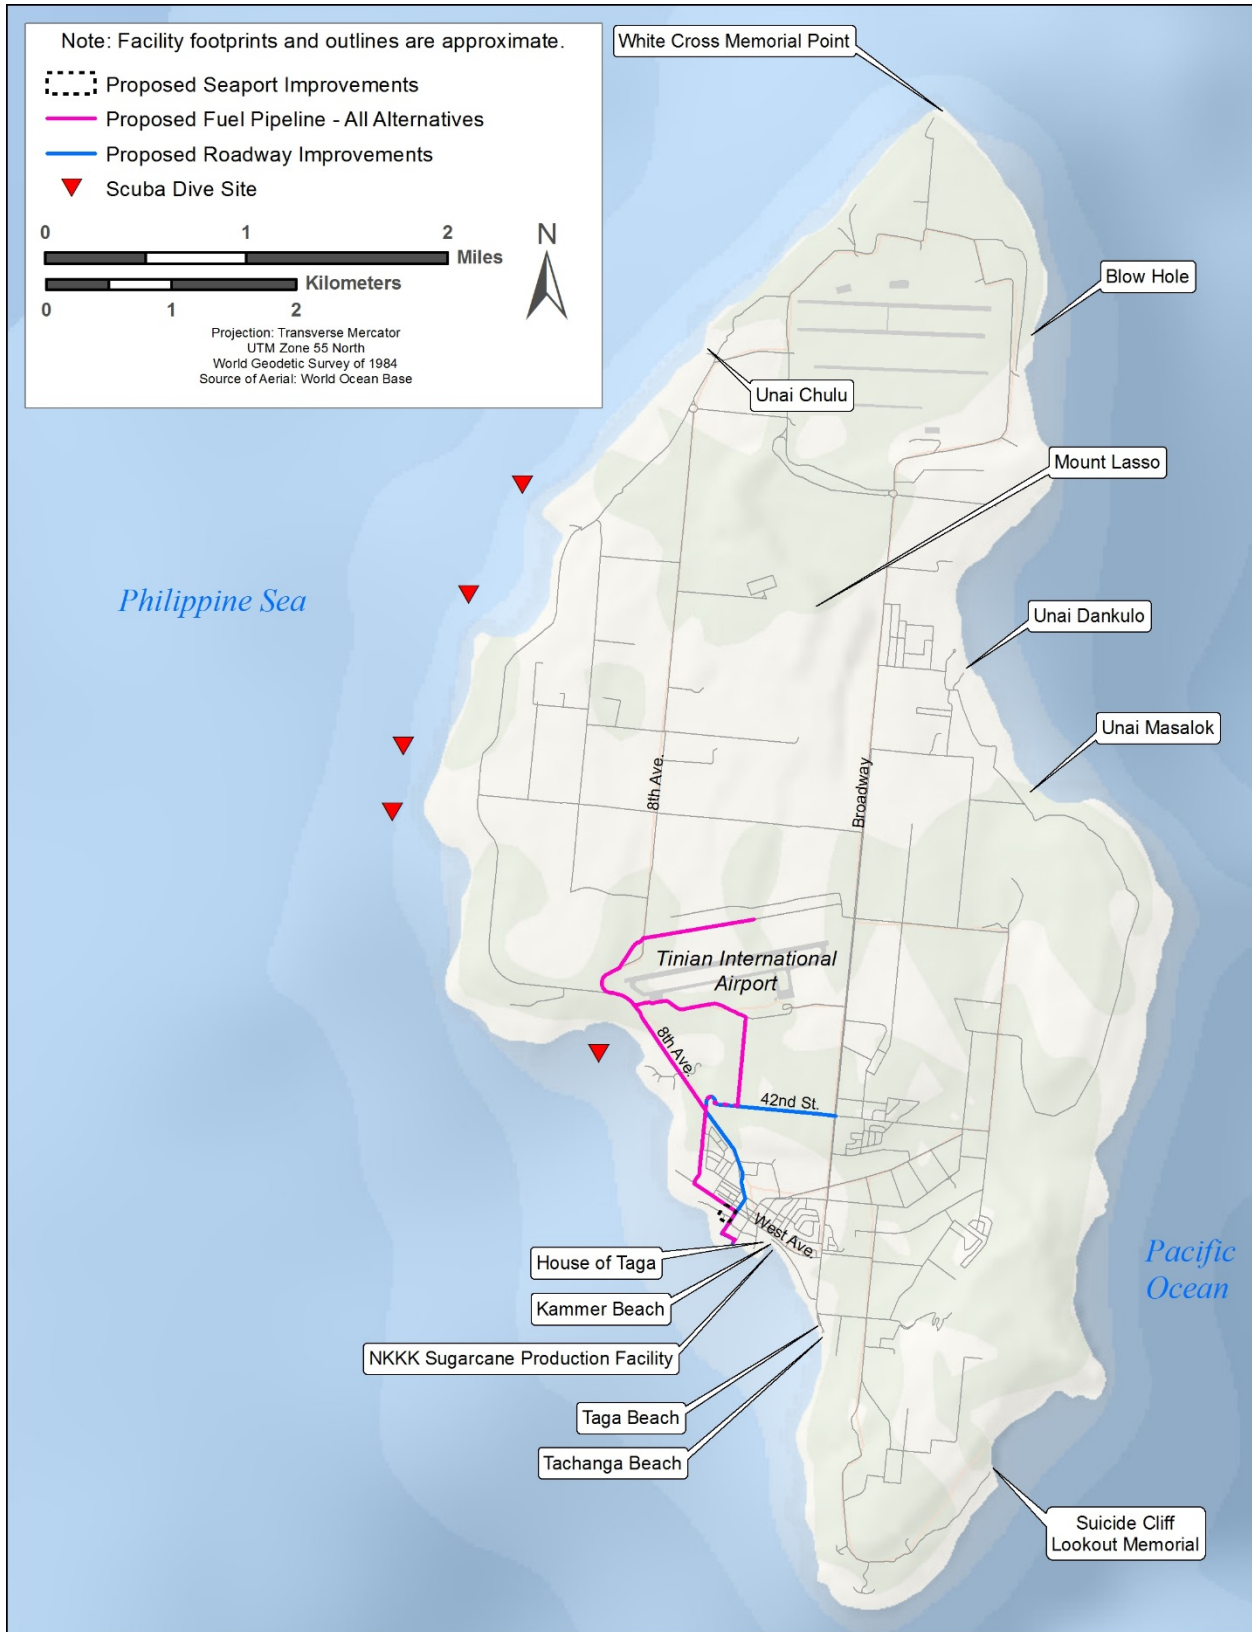 Note: Facility footprints and outlines are approximate.
Proposed Seaport Improvements
Proposed Fuel Pipeline - All Alternatives
Proposed Roadway Improvements
Scuba Dive Site
0 1 2
Miles
Kilometers
0 1 2
N
Projection: Transverse Mercator
UTM Zone 55 North
World Geodetic Survey of 1984
Source of Aerial: World Ocean Base
White Cross Memorial Point
Blow Hole
Unai Chulu
Mount Lasso
Philippine Sea
Unai Dankulo
Unai Masalok
8th Ave.
Broadway
Tinian International
Airport
8th Ave.
42nd St.
West Ave.
House of Taga
Kammer Beach
NKKK Sugarcane Production Facility
Taga Beach
Tachanga Beach
Pacific
Ocean
Suicide Cliff
Lookout Memorial